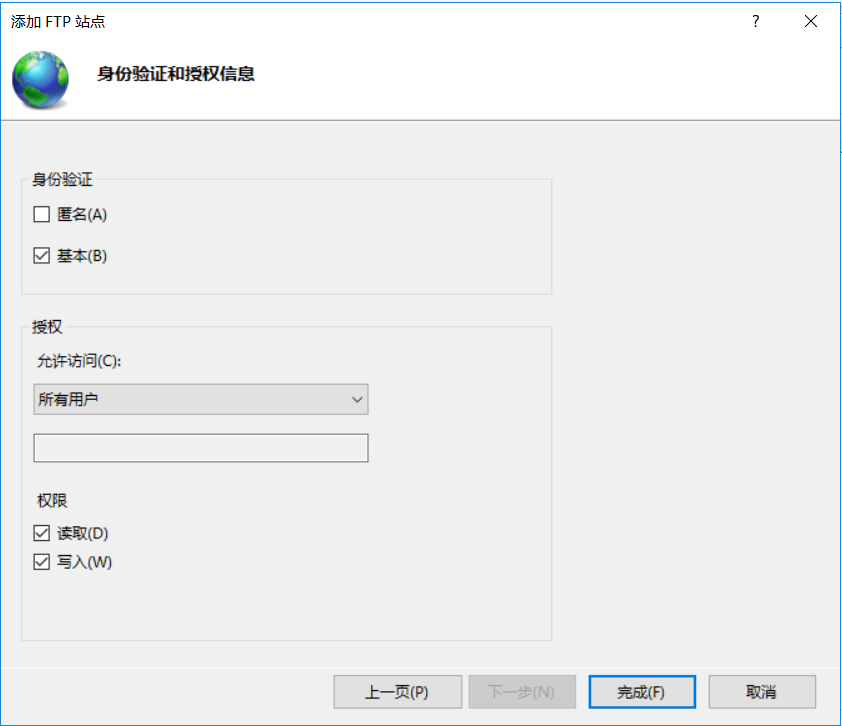 添加 FTP 站点
?
身份验证和授权信息
身份验证
匿名(A)
基本(B)
授权
允许访问(C):
所有用户
权限
读取(D)
写入(W)
上一页(P) 下一步(N) 完成(F) 取消